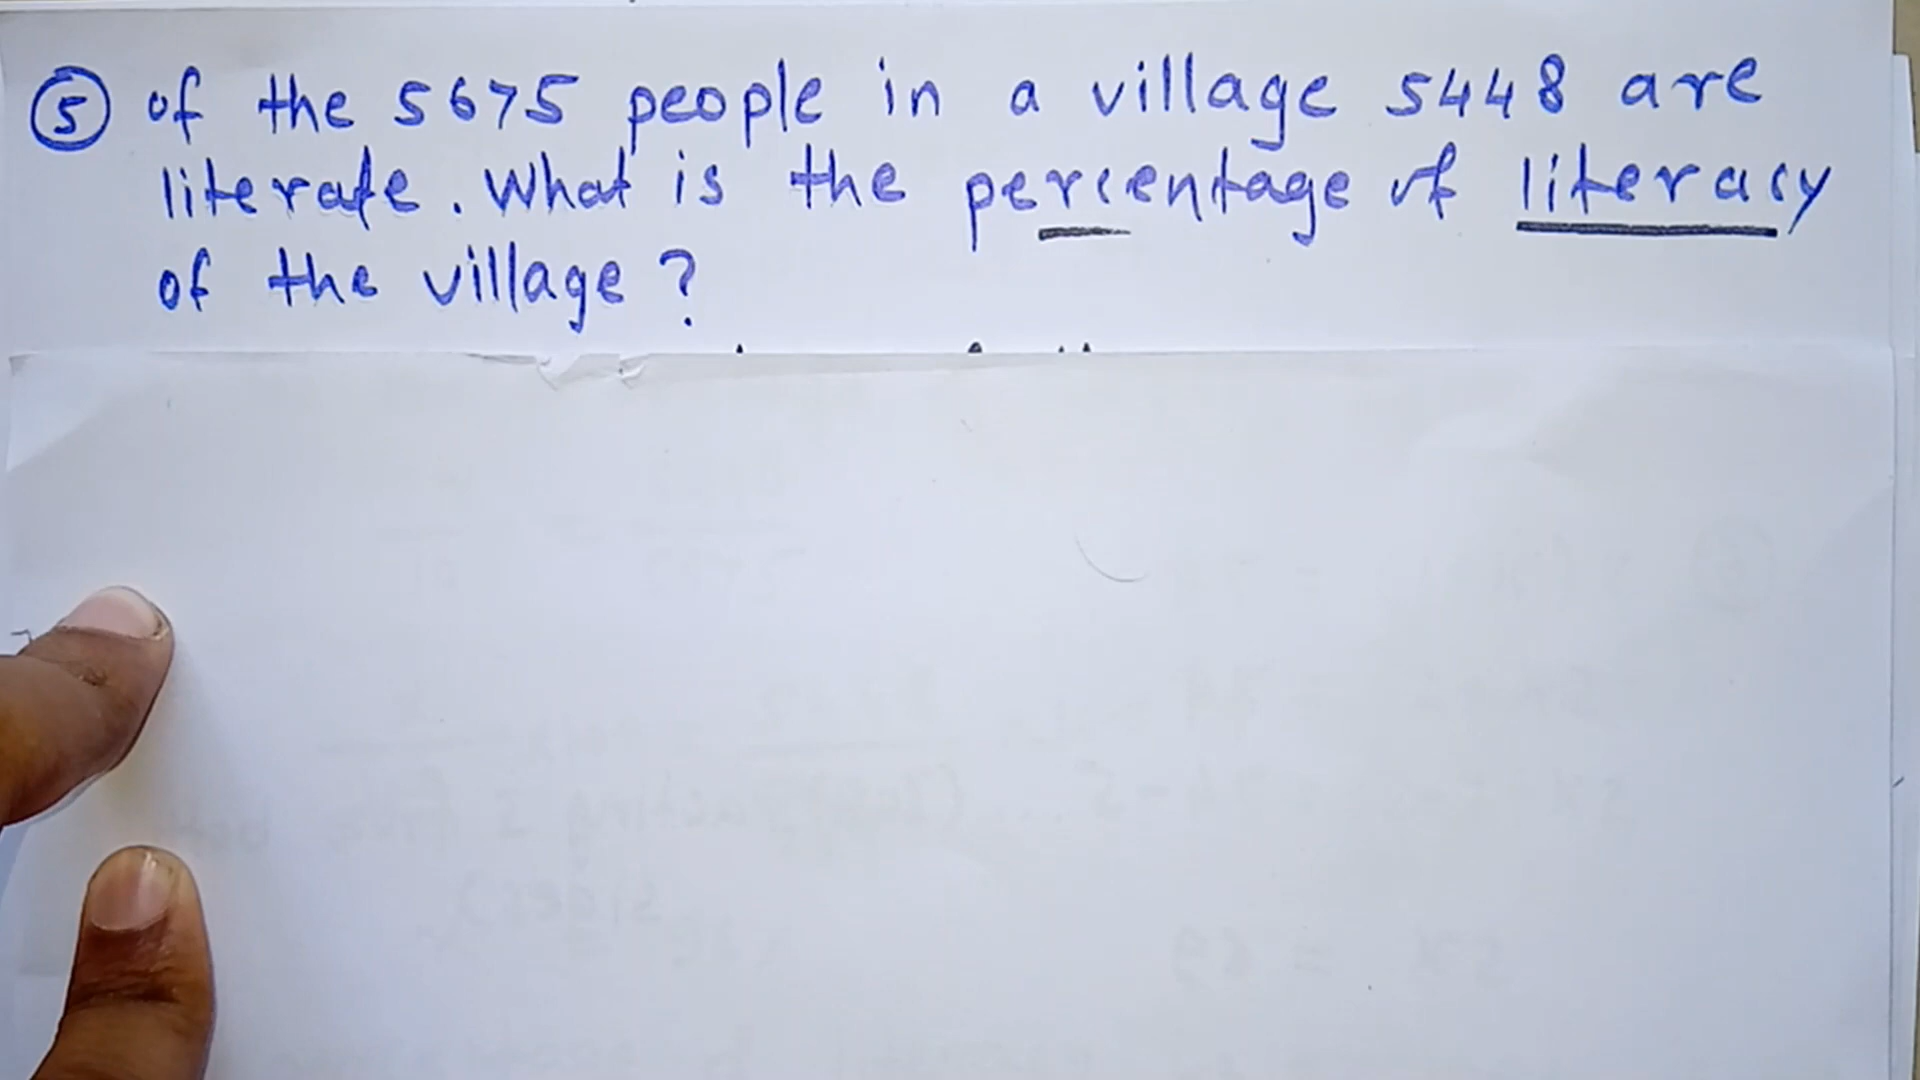 ⑤ of the 5675 people in a village 5448 are
literate. What is the percentage of literacy
of the village?